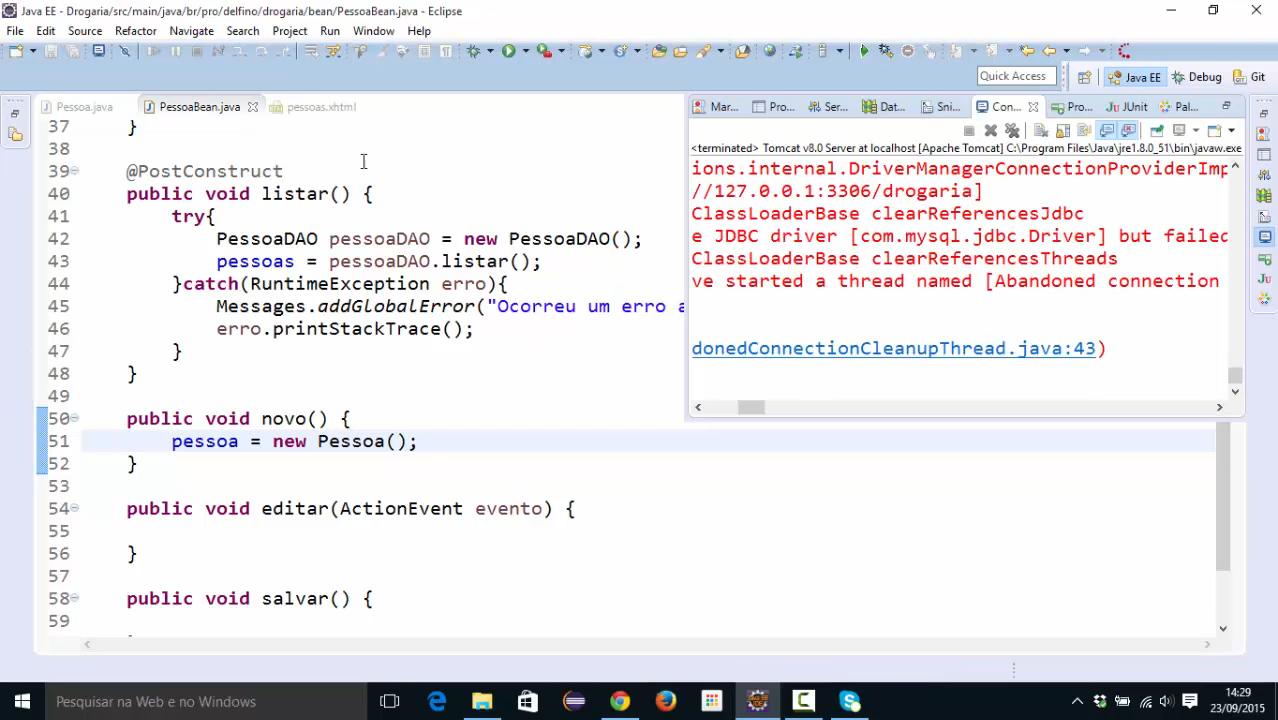 Java EE - Drogaria/src/main/java/br/pro/delfino/drogaria/bean/PessoaBean.java - Eclipse
File Edit Source Refactor Navigate Search Project Run Window Help
Quick Access
Java EE
Debug
Git
Pessoa.java
PessoaBean.java
pessoas.xhtml
37 }
38
39 @PostConstruct
40 public void listar() {
41 try{
42 PessoaDAO pessoaDAO = new PessoaDAO();
43 pessoas = pessoaDAO.listar();
44 }catch(RuntimeException erro){
45 Messages.addGlobalError("Ocorreu um erro a
46 erro.printStackTrace();
47 }
48 }
49
50 public void novo() {
51 pessoa = new Pessoa();
52 }
53
54 public void editar(ActionEvent evento) {
55
56 }
57
58 public void salvar() {
59
Mar... Pro... Ser... Dat... Sni... Con... Pro... JUnit Pal...
<terminated> Tomcat v8.0 Server at localhost [Apache Tomcat] C:\Program Files\Java\jre1.8.0_51\bin\javaw.exe
ions.internal.DriverManagerConnectionProviderImp
//127.0.0.1:3306/drogaria]
ClassLoaderBase clearReferencesJdbc
e JDBC driver [com.mysql.jdbc.Driver] but failed
ClassLoaderBase clearReferencesThreads
ve started a thread named [Abandoned connection
donedConnectionCleanupThread.java:43)
Pesquisar na Web e no Windows
14:29
23/09/2015